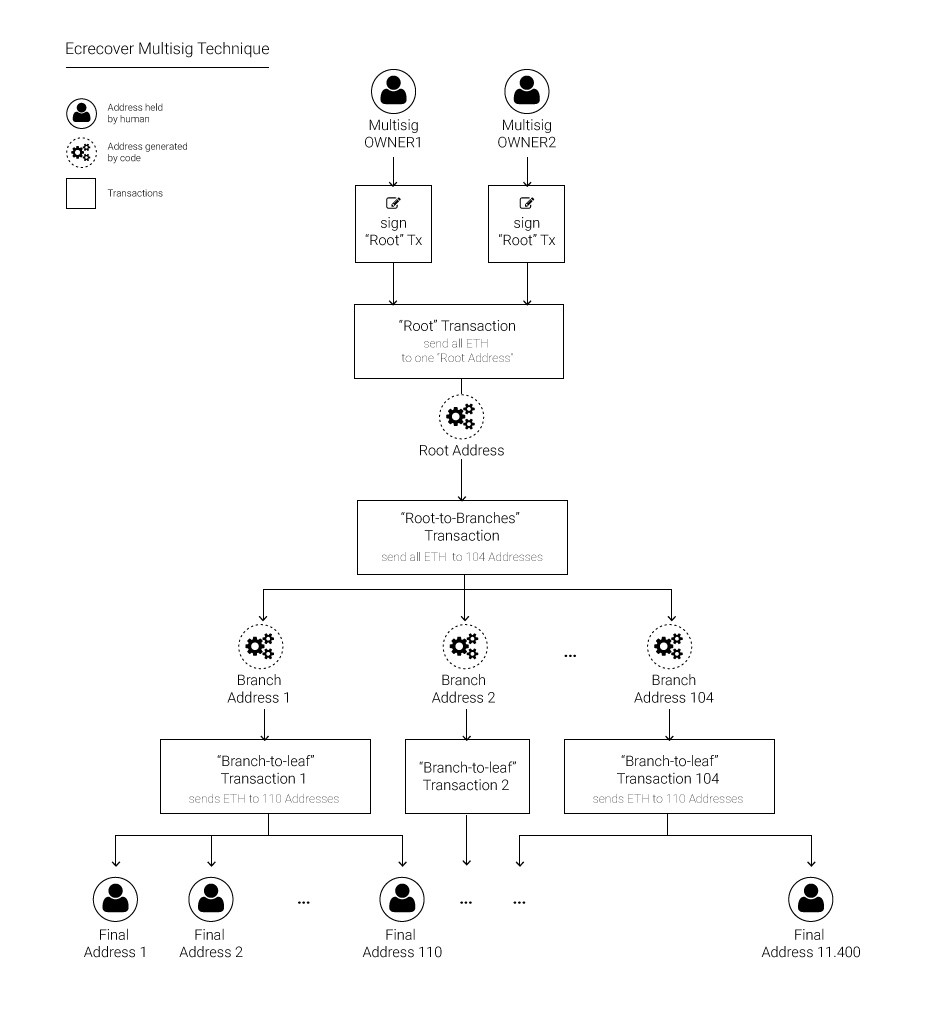 Ecrecover Multisig Technique
Address held
by human
Address generated
by code
Transactions
Multisig
OWNER1
Multisig
OWNER2
sign
“Root” Tx
sign
“Root” Tx
“Root” Transaction
send all ETH
to one “Root Address”
Root Address
“Root-to-Branches”
Transaction
send all ETH to 104 Addresses
...
Branch
Address 1
Branch
Address 2
Branch
Address 104
“Branch-to-leaf”
Transaction 1
sends ETH to 110 Addresses
“Branch-to-leaf”
Transaction 2
“Branch-to-leaf”
Transaction 104
sends ETH to 110 Addresses
... ... ...
Final
Address 1
Final
Address 2
Final
Address 110
Final
Address 11.400